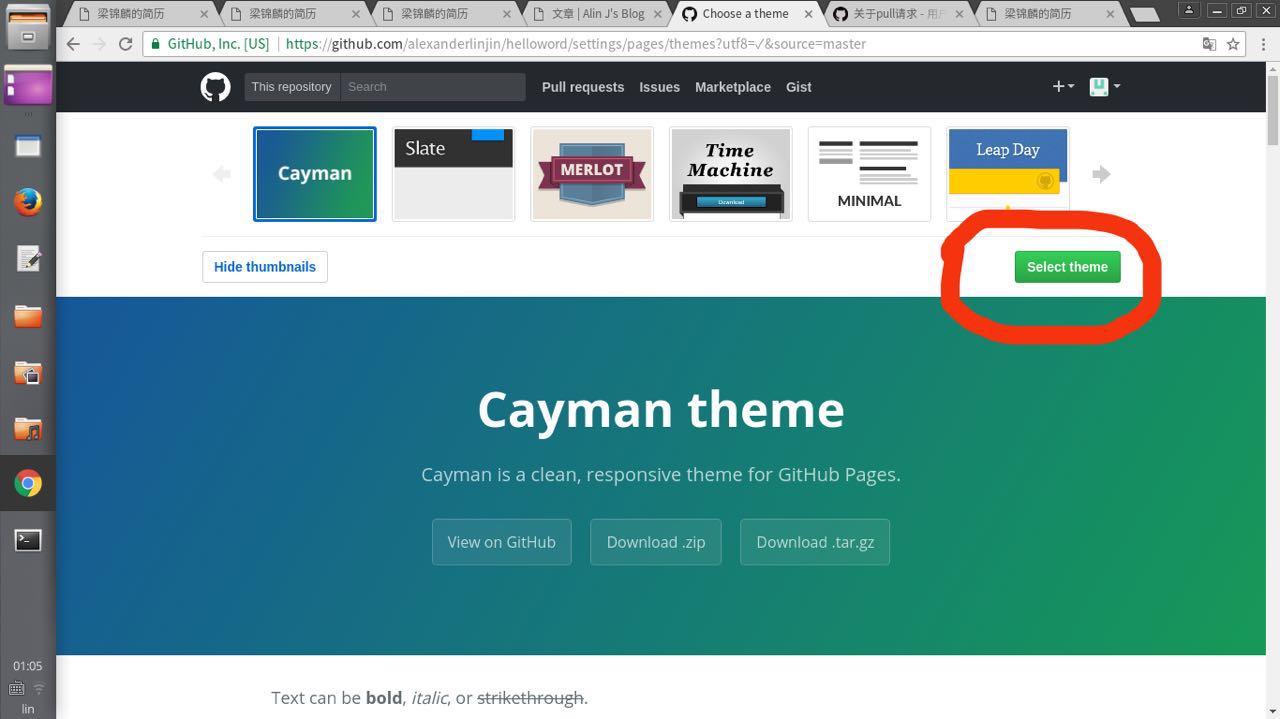 梁锦麟的简历
梁锦麟的简历
梁锦麟的简历
文章 | Alin J's Blog
Choose a theme
关于pull请求 - 用户
梁锦麟的简历
GitHub, Inc. [US]
https://github.com/alexanderlinjin/helloword/settings/pages/themes?utf8=✓&source=master
This repository
Search
Pull requests
Issues
Marketplace
Gist
Cayman
Slate
MERLOT
Time
Machine
Download
MINIMAL
Leap Day
Hide thumbnails
Select theme
Cayman theme
Cayman is a clean, responsive theme for GitHub Pages.
View on GitHub
Download .zip
Download .tar.gz
Text can be bold, italic, or strikethrough.
01:05
lin